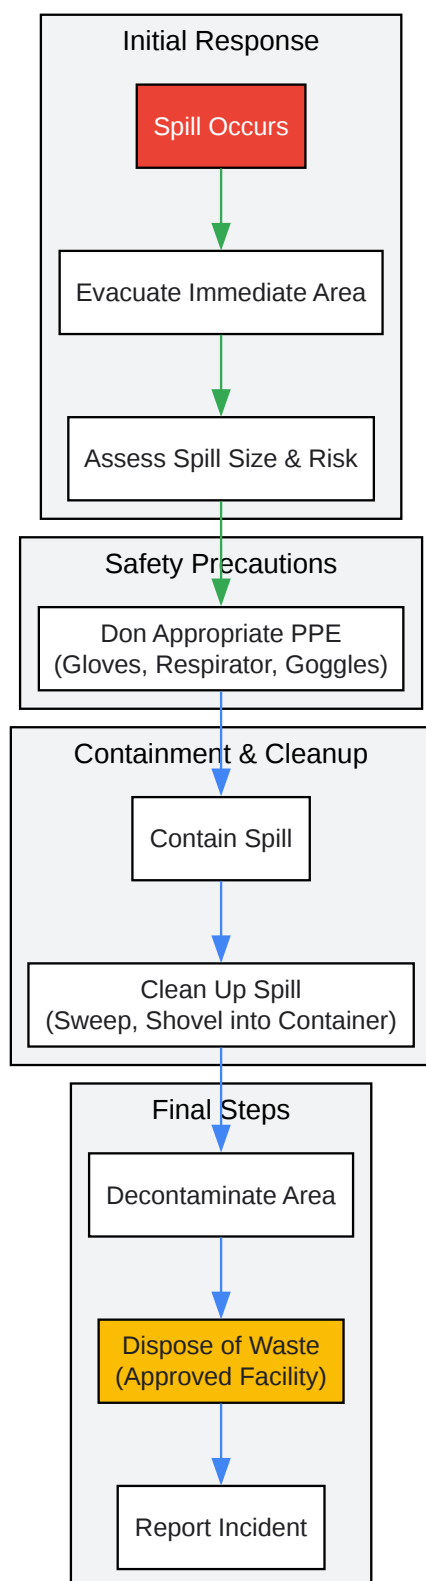 Initial Response
Spill Occurs
Evacuate Immediate Area
Assess Spill Size & Risk
Safety Precautions
Don Appropriate PPE
(Gloves, Respirator, Goggles)
Containment & Cleanup
Contain Spill
Clean Up Spill
(Sweep, Shovel into Container)
Final Steps
Decontaminate Area
Dispose of Waste
(Approved Facility)
Report Incident